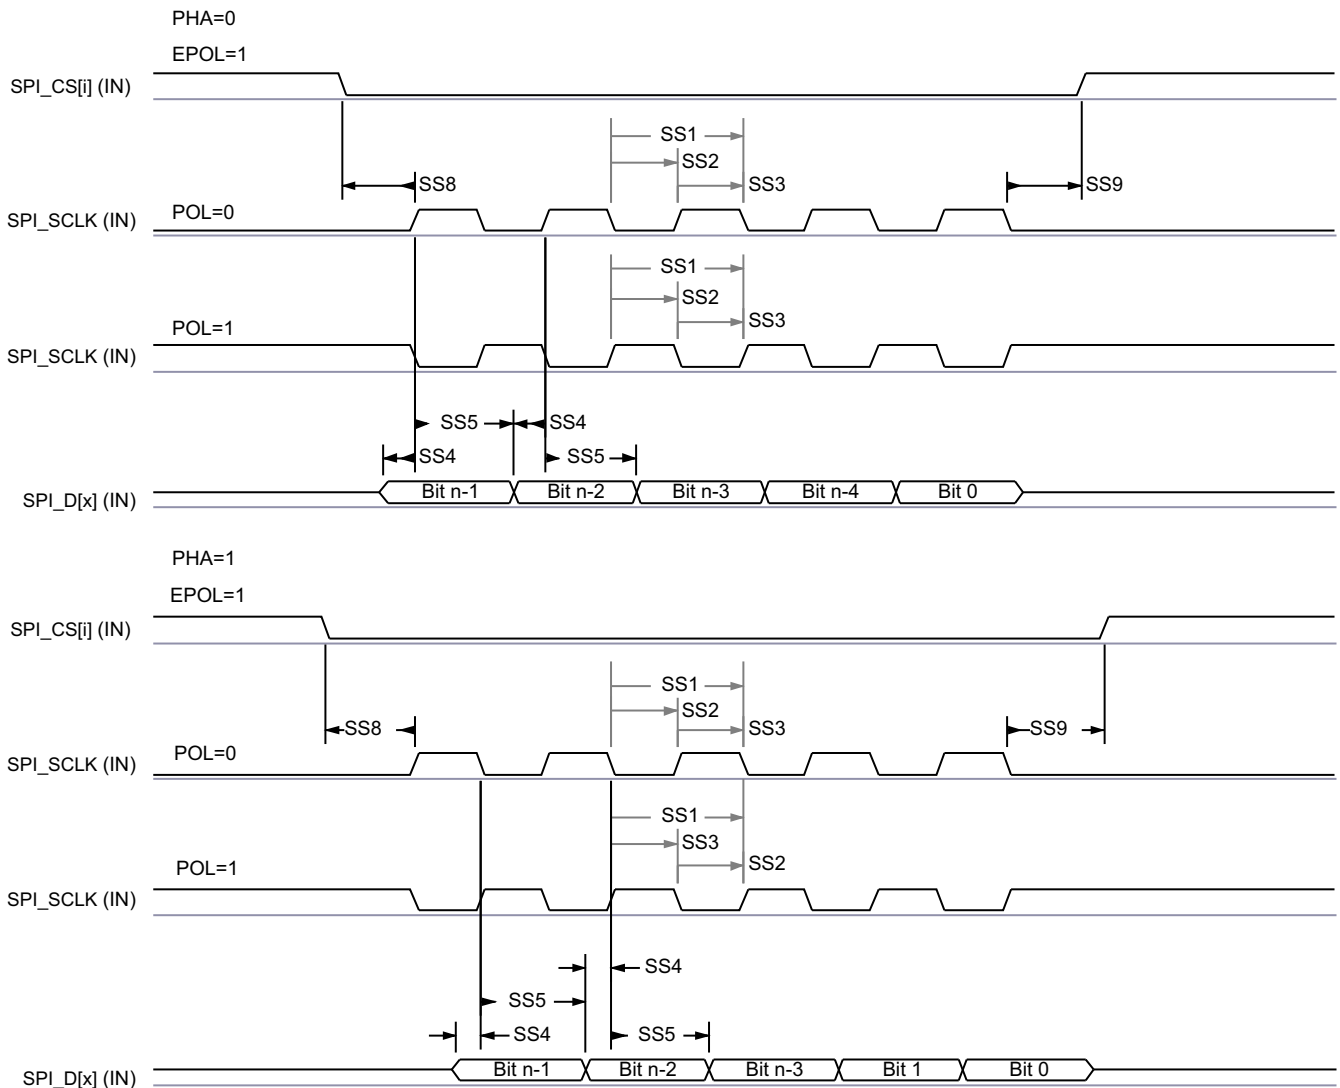 PHA=0
EPOL=1
SPI_CS[i] (IN)
SS1
SS2
SS8
SS3
SS9
POL=0
SPI_SCLK (IN)
SS1
SS2
SS3
POL=1
SPI_SCLK (IN)
SS5
SS4
SS4
SS5
SPI_D[x] (IN)
Bit n-1
Bit n-2
Bit n-3
Bit n-4
Bit 0
PHA=1
EPOL=1
SPI_CS[i] (IN)
SS1
SS2
SS8
SS3
SS9
POL=0
SPI_SCLK (IN)
SS1
SS3
SS2
POL=1
SPI_SCLK (IN)
SS4
SS5
SS4
SS5
SPI_D[x] (IN)
Bit n-1
Bit n-2
Bit n-3
Bit 1
Bit 0